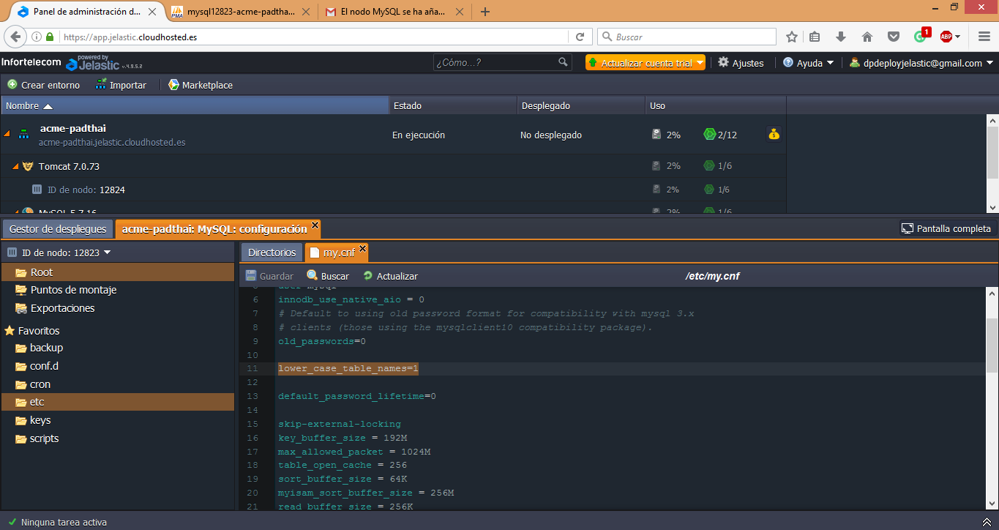 Panel de administración d...
mysql12823-acme-padtha...
El nodo MySQL se ha aña...
https://app.jelastic.cloudhosted.es
Buscar
1
ABP
Infortelecom
powered by
Jelastic v.4.9.5.2
¿Cómo...?
Actualizar cuenta trial
Ajustes
Ayuda
dpdeployjelastic@gmail.com
Crear entorno
Importar
Marketplace
Nombre
Estado
Desplegado
Uso
acme-padthai
acme-padthai.jelastic.cloudhosted.es
En ejecución
No desplegado
2%
2/12
Tomcat 7.0.73
2%
1/6
ID de nodo: 12824
2%
1/6
MySQL 5.7.16
2%
1/6
Gestor de despliegues
acme-padthai: MySQL: configuración
Pantalla completa
ID de nodo: 12823
Root
Puntos de montaje
Exportaciones
Favoritos
backup
conf.d
cron
etc
keys
scripts
Directorios
my.cnf
Guardar
Buscar
Actualizar
/etc/my.cnf
5 user=mysql
6 innodb_use_native_aio = 0
7 # Default to using old password format for compatibility with mysql 3.x
8 # clients (those using the mysqlclient10 compatibility package).
9 old_passwords=0
10
11 lower_case_table_names=1
12
13 default_password_lifetime=0
14
15 skip-external-locking
16 key_buffer_size = 192M
17 max_allowed_packet = 1024M
18 table_open_cache = 256
19 sort_buffer_size = 64K
20 myisam_sort_buffer_size = 256M
21 read_buffer_size = 256K
Ninguna tarea activa